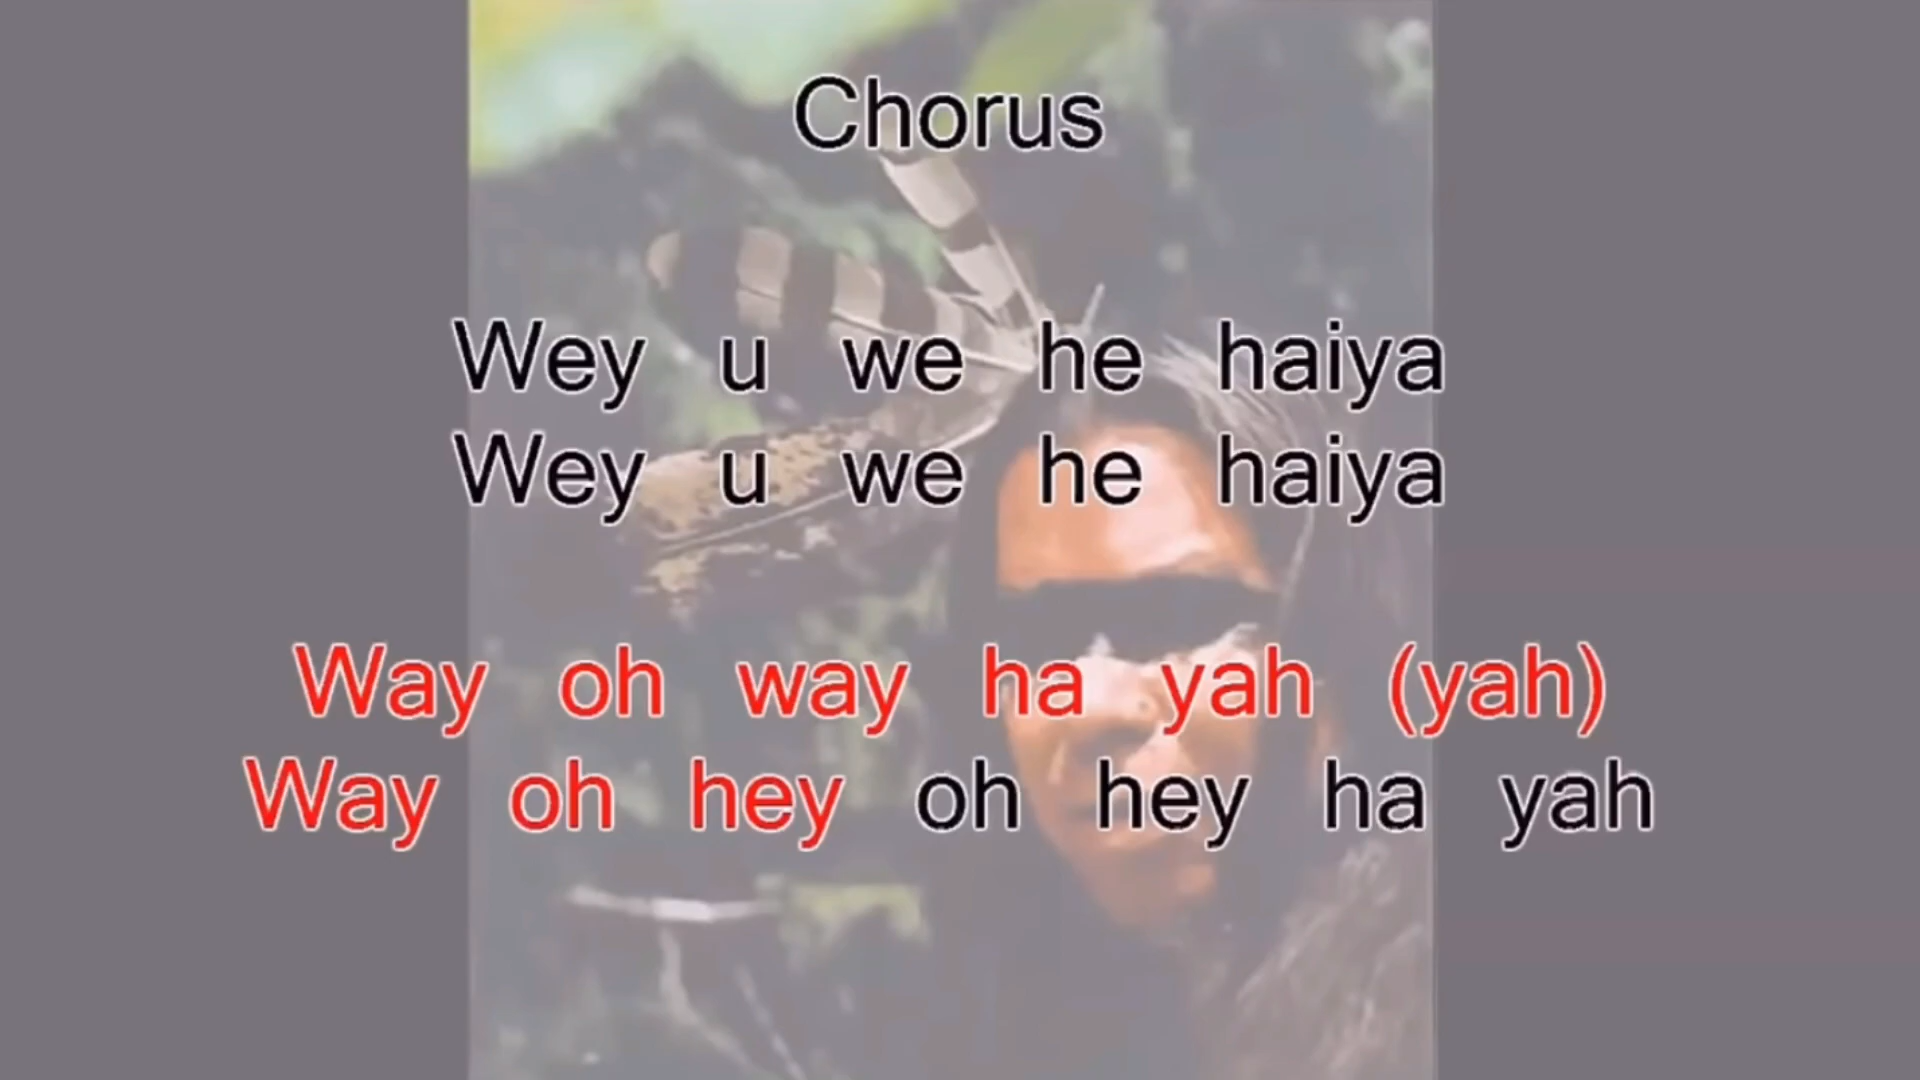 Chorus
Wey u we he haiya
Wey u we he haiya
Way oh way ha yah (yah)
Way oh hey oh hey ha yah